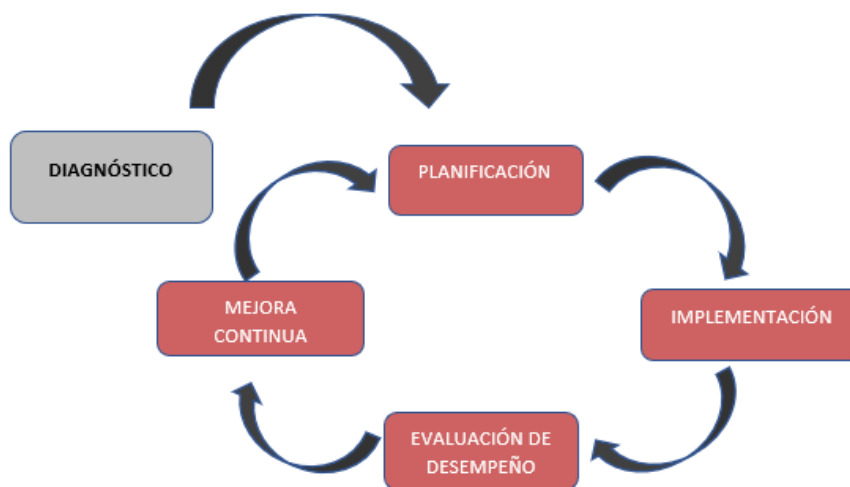 DIAGNÓSTICO
PLANIFICACIÓN
MEJORA
CONTINUA
IMPLEMENTACIÓN
EVALUACIÓN DE
DESEMPEÑO